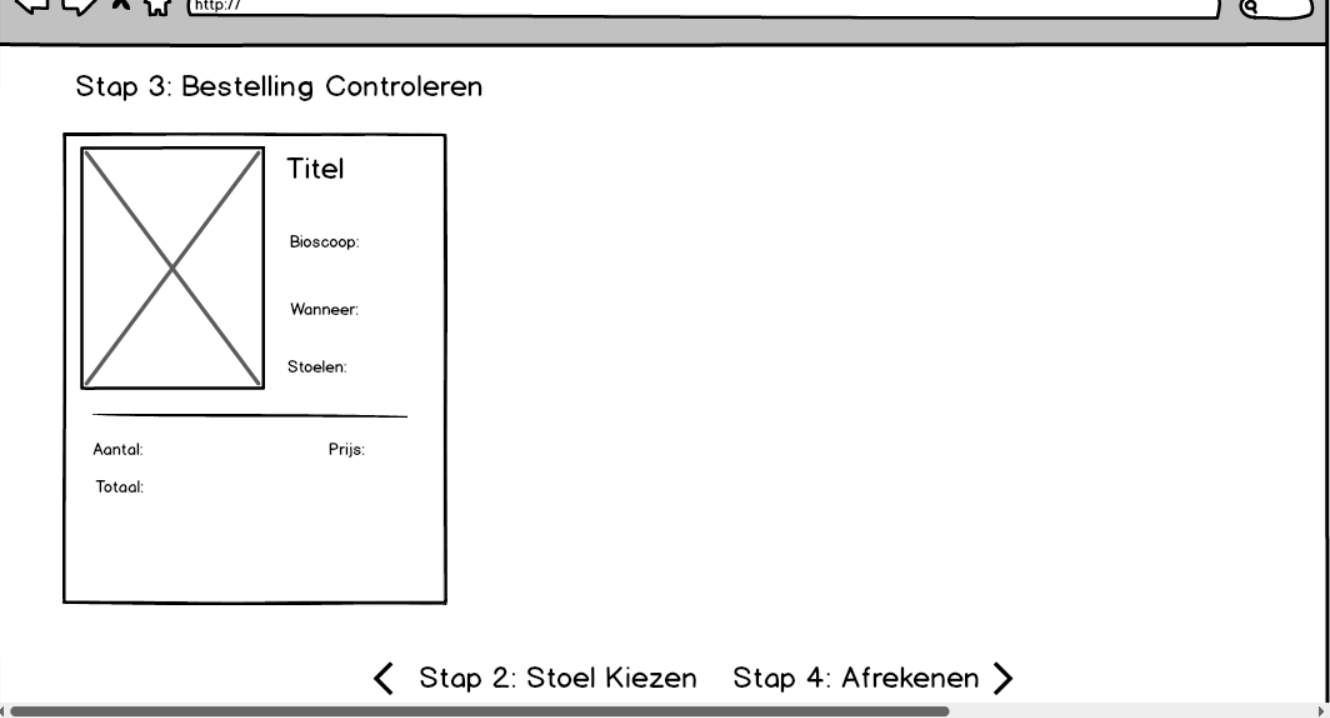 http://
Stap 3: Bestelling Controleren
Titel
Bioscoop:
Wanneer:
Stoelen:
Aantal: Prijs:
Totaal:
Stap 2: Stoel Kiezen Stap 4: Afrekenen